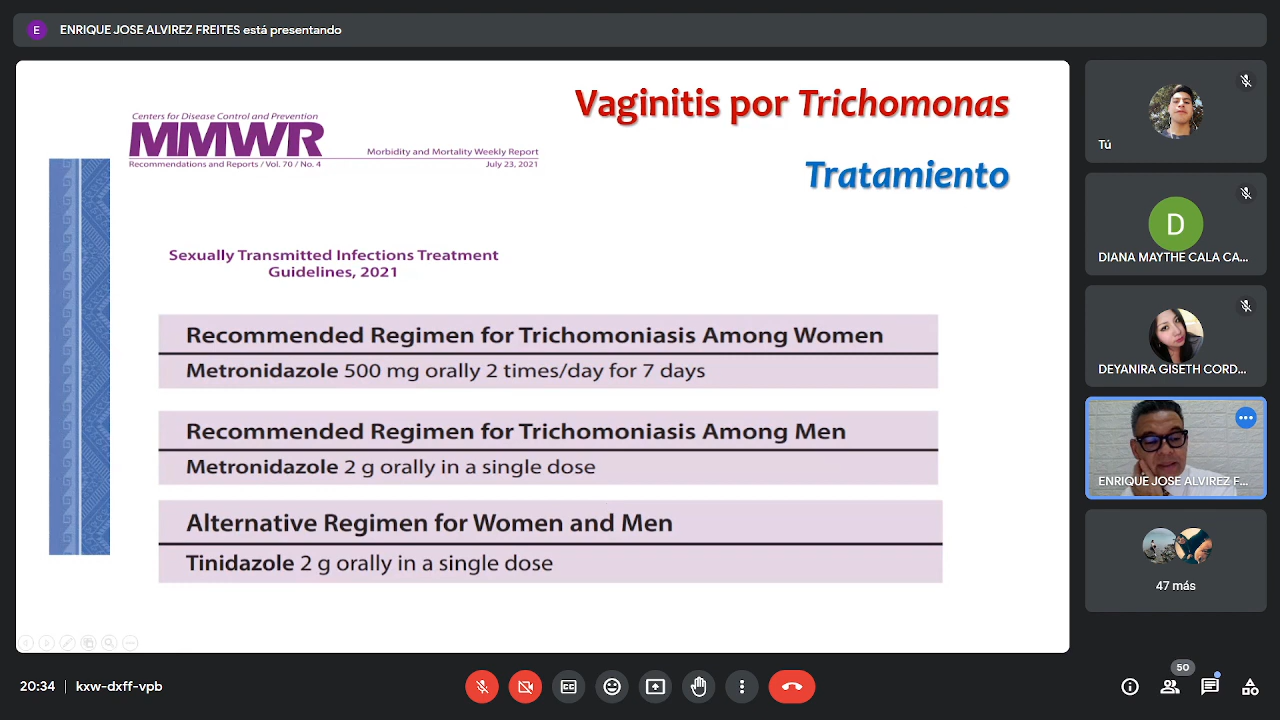 E
ENRIQUE JOSE ALVIREZ FREITES está presentando
Vaginitis por Trichomonas
Tratamiento
Centers for Disease Control and Prevention
MMWR
Morbidity and Mortality Weekly Report
Recommendations and Reports / Vol. 70 / No. 4
July 23, 2021
Sexually Transmitted Infections Treatment
Guidelines, 2021
Recommended Regimen for Trichomoniasis Among Women
Metronidazole 500 mg orally 2 times/day for 7 days
Recommended Regimen for Trichomoniasis Among Men
Metronidazole 2 g orally in a single dose
Alternative Regimen for Women and Men
Tinidazole 2 g orally in a single dose
Tú
D
DIANA MAYTHE CALA CA...
DEYANIRA GISETH CORD...
ENRIQUE JOSE ALVIREZ F...
47 más
20:34 | kxw-dxff-vpb
50